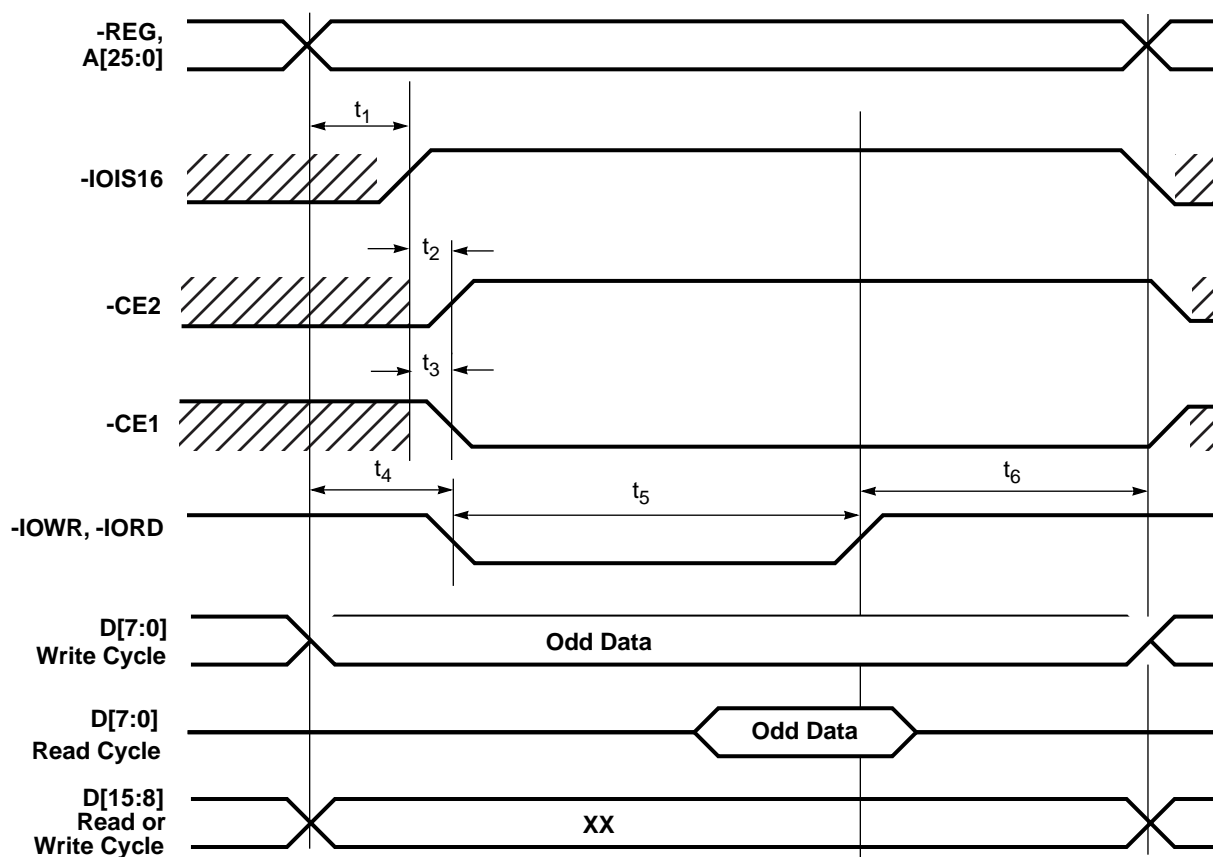 -REG,
A[25:0]
t1
-IOIS16
t2
-CE2
t3
-CE1
t4
t5
t6
-IOWR, -IORD
D[7:0]
Write Cycle
Odd Data
D[7:0]
Read Cycle
Odd Data
D[15:8]
Read or
Write Cycle
XX